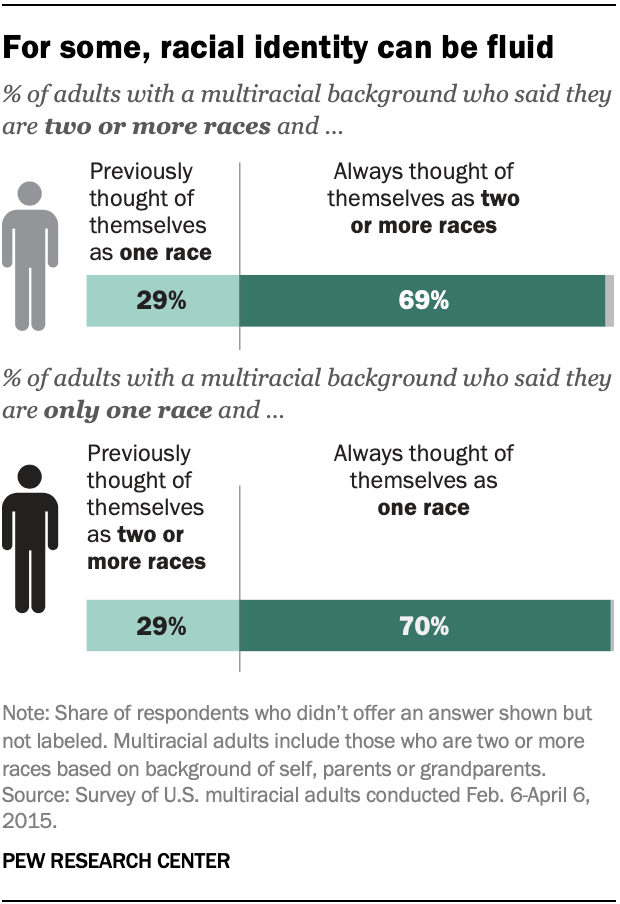 For some, racial identity can be fluid
% of adults with a multiracial background who said they
are two or more races and ...
Previously
thought of
themselves
as one race
Always thought of
themselves as two
or more races
29%
69%
% of adults with a multiracial background who said they
are only one race and ...
Previously
thought of
themselves
as two or
more races
Always thought of
themselves as
one race
29%
70%
Note: Share of respondents who didn’t offer an answer shown but
not labeled. Multiracial adults include those who are two or more
races based on background of self, parents or grandparents.
Source: Survey of U.S. multiracial adults conducted Feb. 6-April 6,
2015.
PEW RESEARCH CENTER